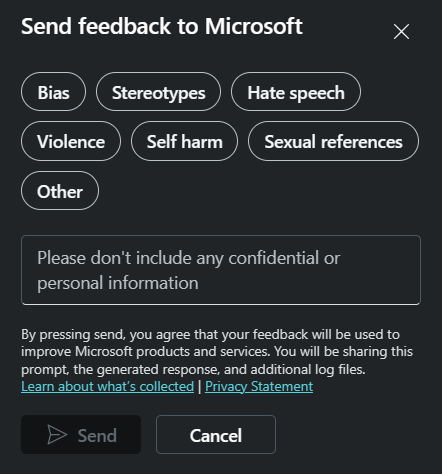 Send feedback to Microsoft
Bias Stereotypes Hate speech
Violence Self harm Sexual references
Other
Please don't include any confidential or
personal information
By pressing send, you agree that your feedback will be used to
improve Microsoft products and services. You will be sharing this
prompt, the generated response, and additional log files.
Learn about what's collected | Privacy Statement
Send Cancel